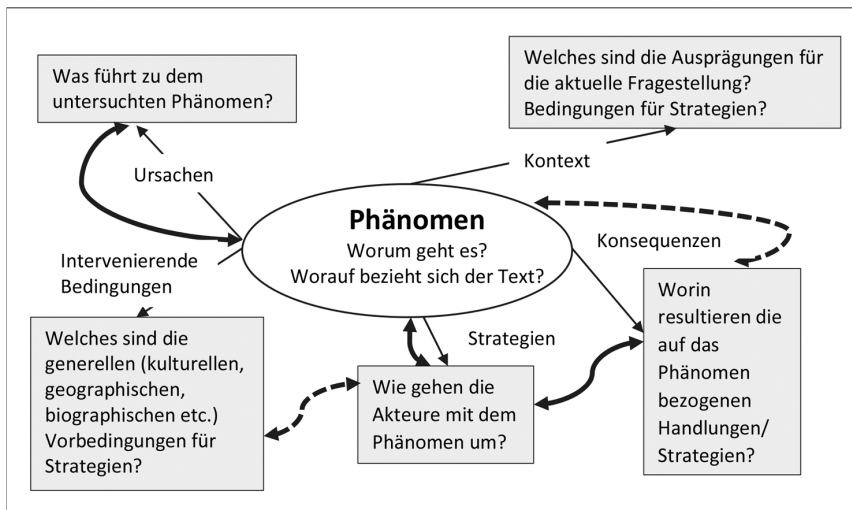 Was führt zu dem
untersuchten Phänomen?
Welches sind die Ausprägungen für
die aktuelle Fragestellung?
Bedingungen für Strategien?
Ursachen
Kontext
Phänomen
Worum geht es?
Worauf bezieht sich der Text?
Konsequenzen
Intervenierende
Bedingungen
Strategien
Welches sind die
generellen (kulturellen,
geographischen,
biographischen etc.)
Vorbedingungen für
Strategien?
Wie gehen die
Akteure mit dem
Phänomen um?
Worin
resultieren die
auf das
Phänomen
bezogenen
Handlungen/
Strategien?